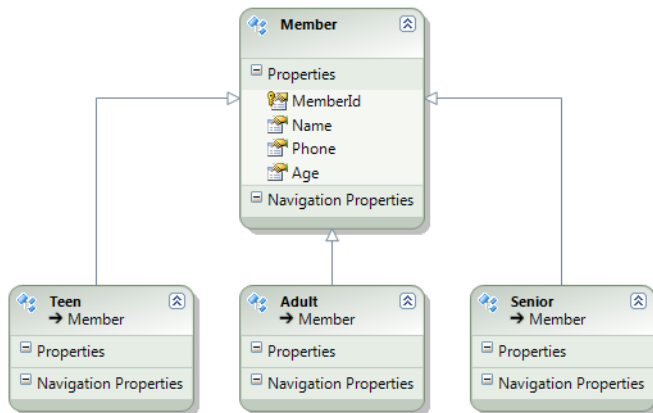 Member
Properties
MemberId
Name
Phone
Age
Navigation Properties
Teen
➔ Member
Properties
Navigation Properties
Adult
➔ Member
Properties
Navigation Properties
Senior
➔ Member
Properties
Navigation Properties